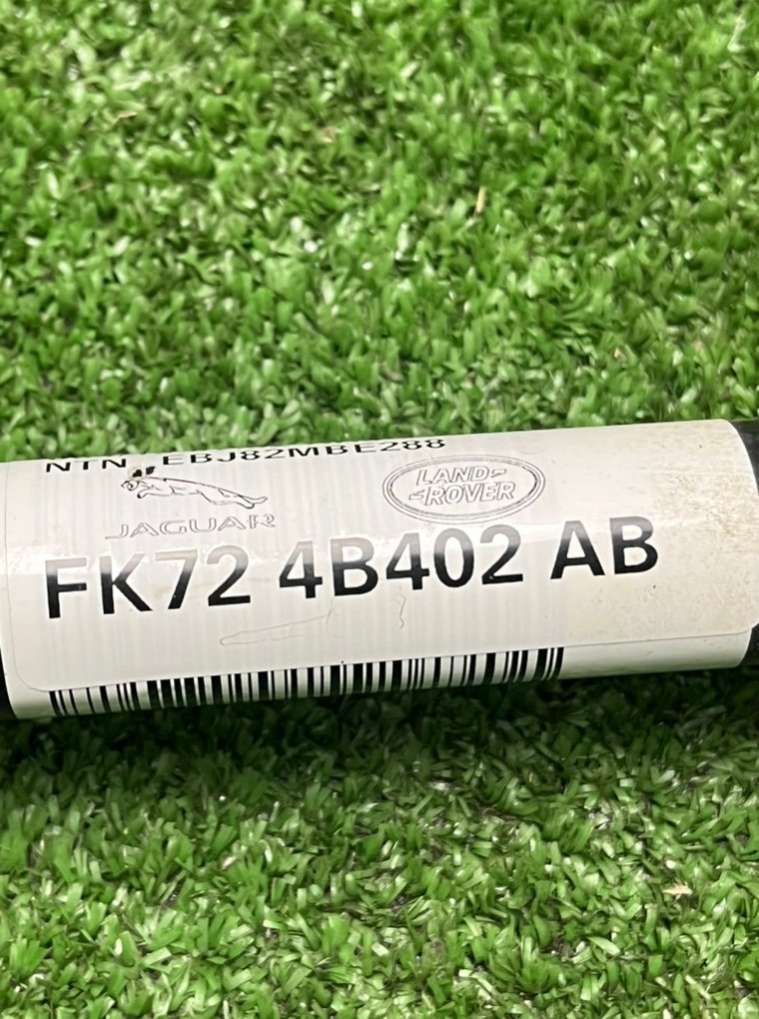 NTN EBJ82MBE288
JAGUAR
LAND
ROVER
FK72 4B402 AB